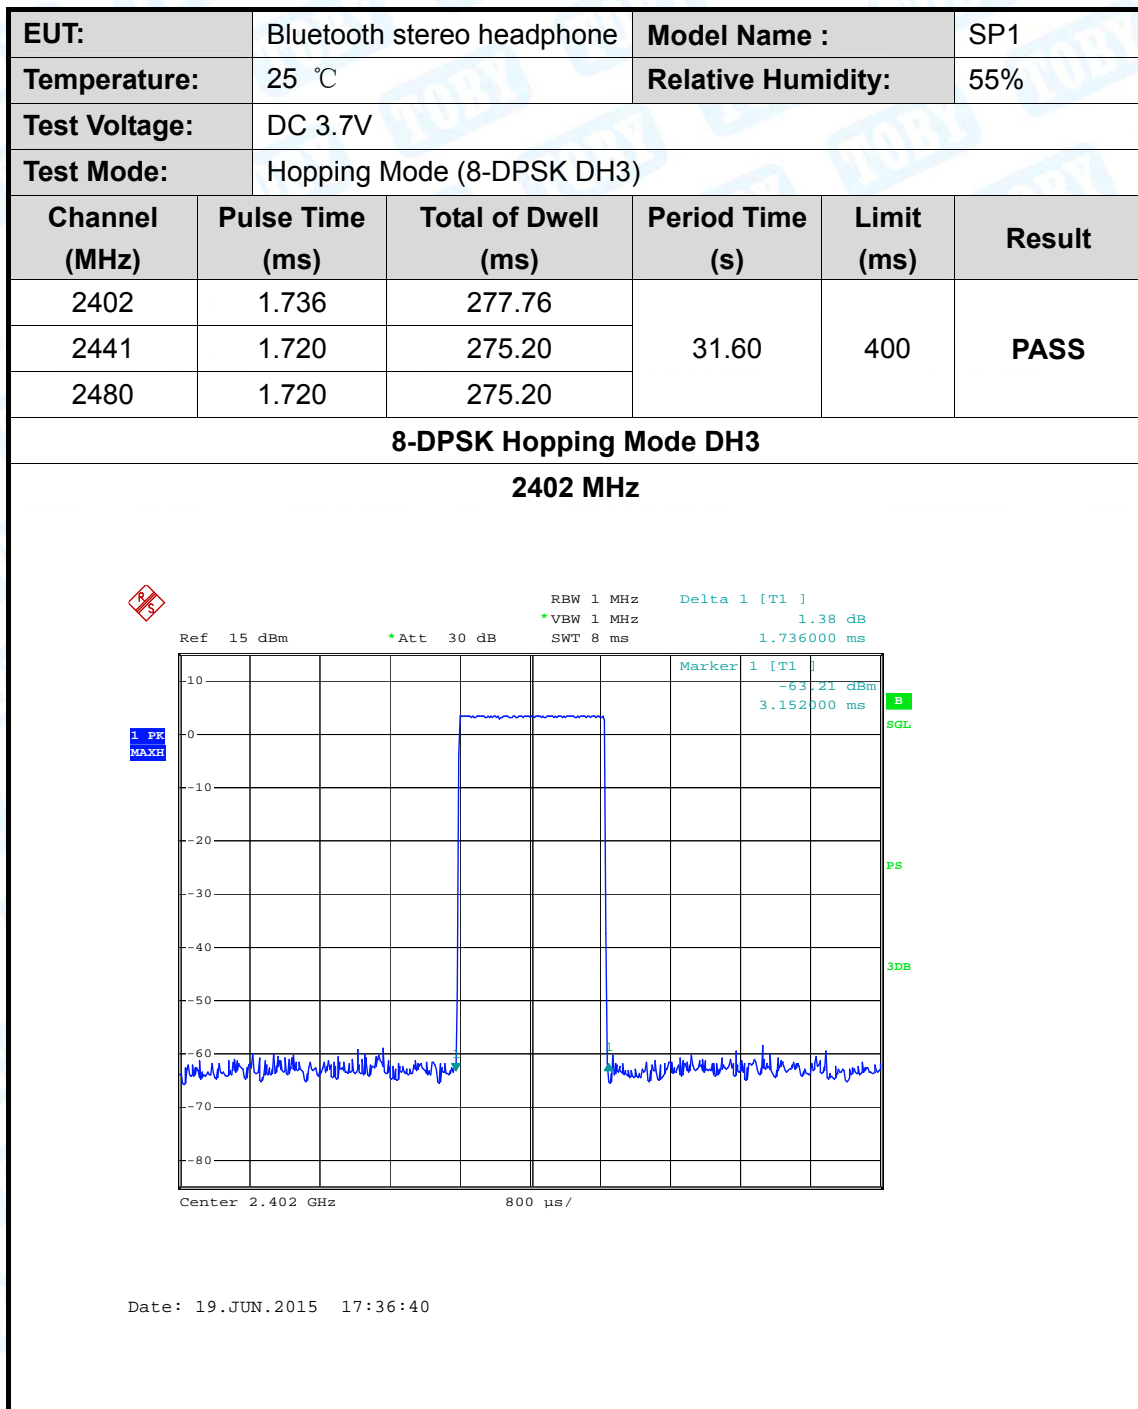 EUT: Bluetooth stereo headphone Model Name : SP1
Temperature: 25 ℃ Relative Humidity: 55%
Test Voltage: DC 3.7V
Test Mode: Hopping Mode (8-DPSK DH3)
Channel Pulse Time Total of Dwell Period Time Limit Result
(MHz) (ms) (ms) (s) (ms)
2402 1.736 277.76
2441 1.720 275.20 31.60 400 PASS
2480 1.720 275.20
8-DPSK Hopping Mode DH3
2402 MHz
R S
RBW 1 MHz Delta 1 [T1 ]
*VBW 1 MHz 1.38 dB
Ref 15 dBm *Att 30 dB SWT 8 ms 1.736000 ms
Marker 1 [T1 ]
10 -63.21 dBm
3.152000 ms B
SGL
1 PK 0
MAXH
-10
-20
PS
-30
-40
3DB
-50
-60 1 1
-70
-80
Center 2.402 GHz 800 µs/
Date: 19.JUN.2015 17:36:40
TOBY